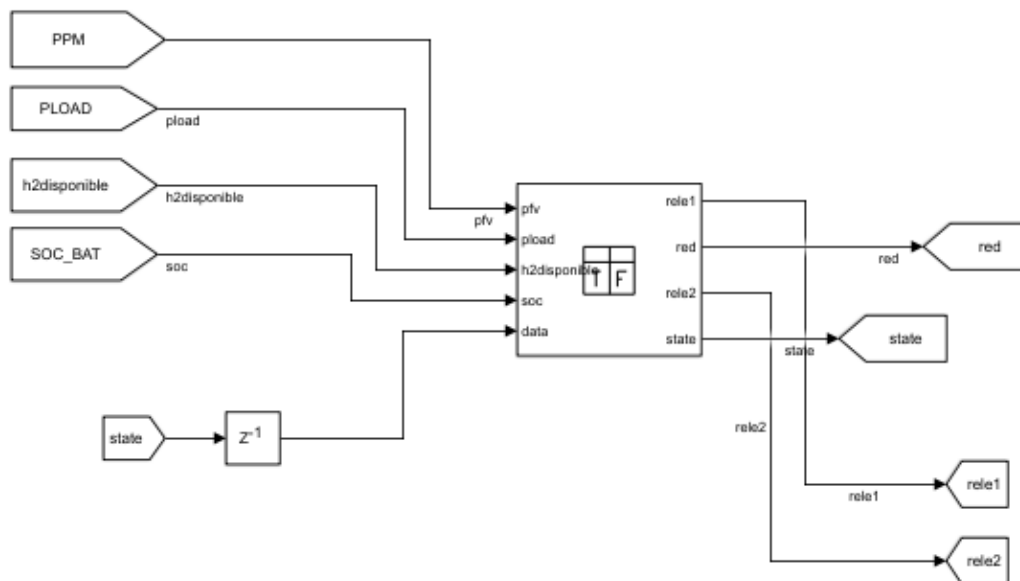 PPM
PLOAD
pload
h2disponible
h2disponible
SOC_BAT
soc
pfv
pfv
pload
h2disponible
soc
data
T F
rele1
red
rele2
state
red
red
state
state
state
Z-1
rele2
rele1
rele1
rele2